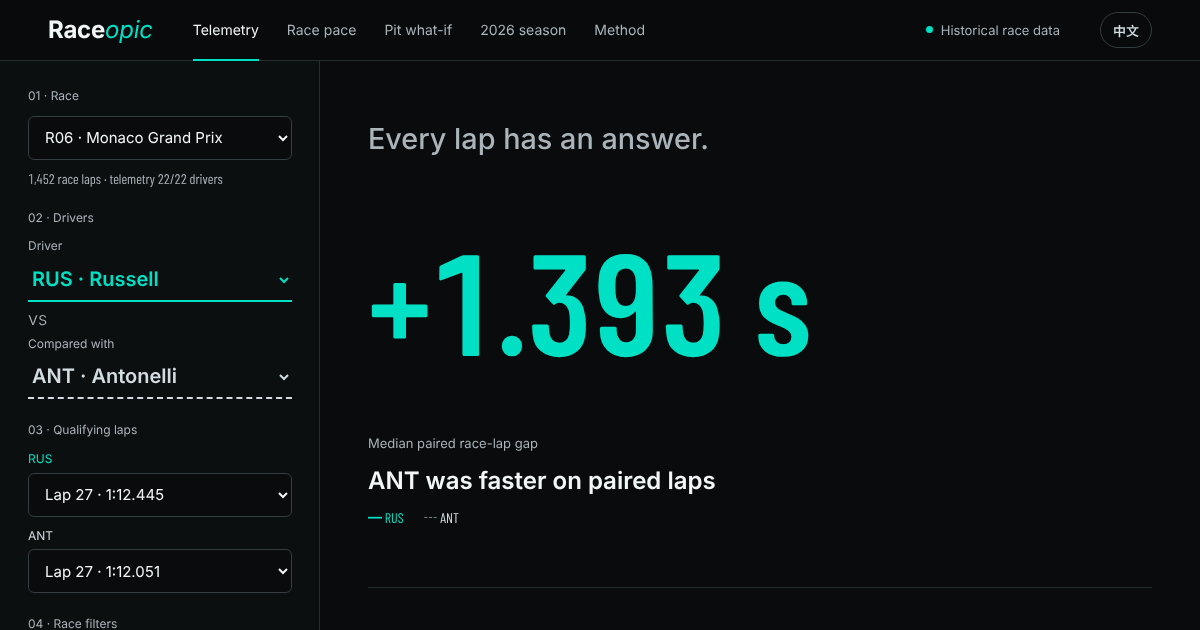 Raceopic
Telemetry
Race pace
Pit what-if
2026 season
Method
Historical race data
中文
01 · Race
R06 · Monaco Grand Prix
1,452 race laps · telemetry 22/22 drivers
02 · Drivers
Driver
RUS · Russell
VS
Compared with
ANT · Antonelli
03 · Qualifying laps
RUS
Lap 27 · 1:12.445
ANT
Lap 27 · 1:12.051
04 · Race filters
Every lap has an answer.
+1.393 s
Median paired race-lap gap
ANT was faster on paired laps
RUS
ANT